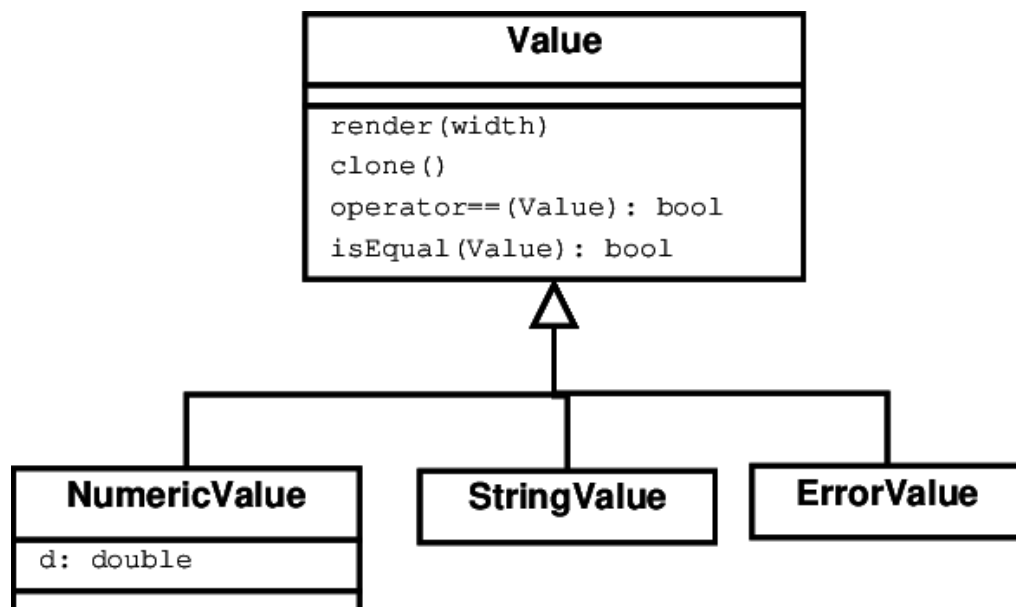 Value
render(width)
clone()
operator==(Value): bool
isEqual(Value): bool
NumericValue
StringValue
ErrorValue
d: double